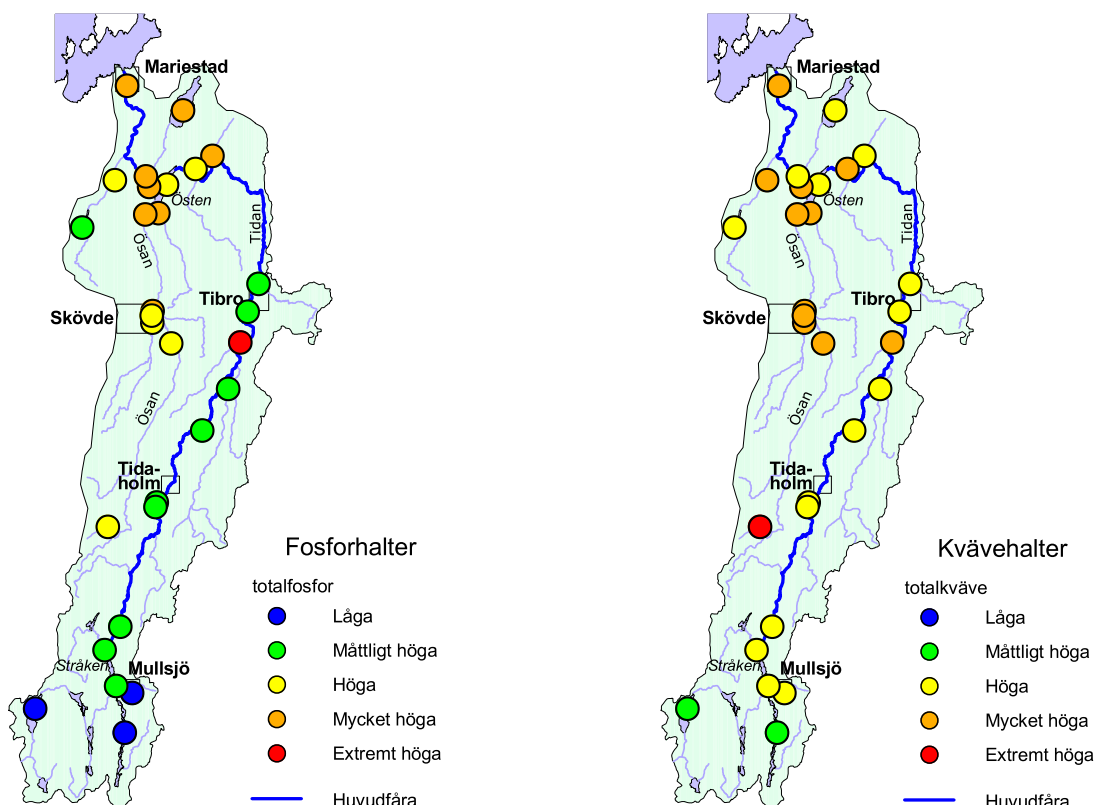 Mariestad
Östen
Tidan
Ösan
Tibro
Skövde
Ösan
Tida-
holm
Fosforhalter
totalfosfor
Låga
Måttligt höga
Höga
Mycket höga
Extremt höga
Huvudfåra
Stråken
Mullsjö
Mariestad
Östen
Tidan
Ösan
Tibro
Skövde
Ösan
Tida-
holm
Kvävehalter
totalkväve
Låga
Måttligt höga
Höga
Mycket höga
Extremt höga
Huvudfåra
Stråken
Mullsjö